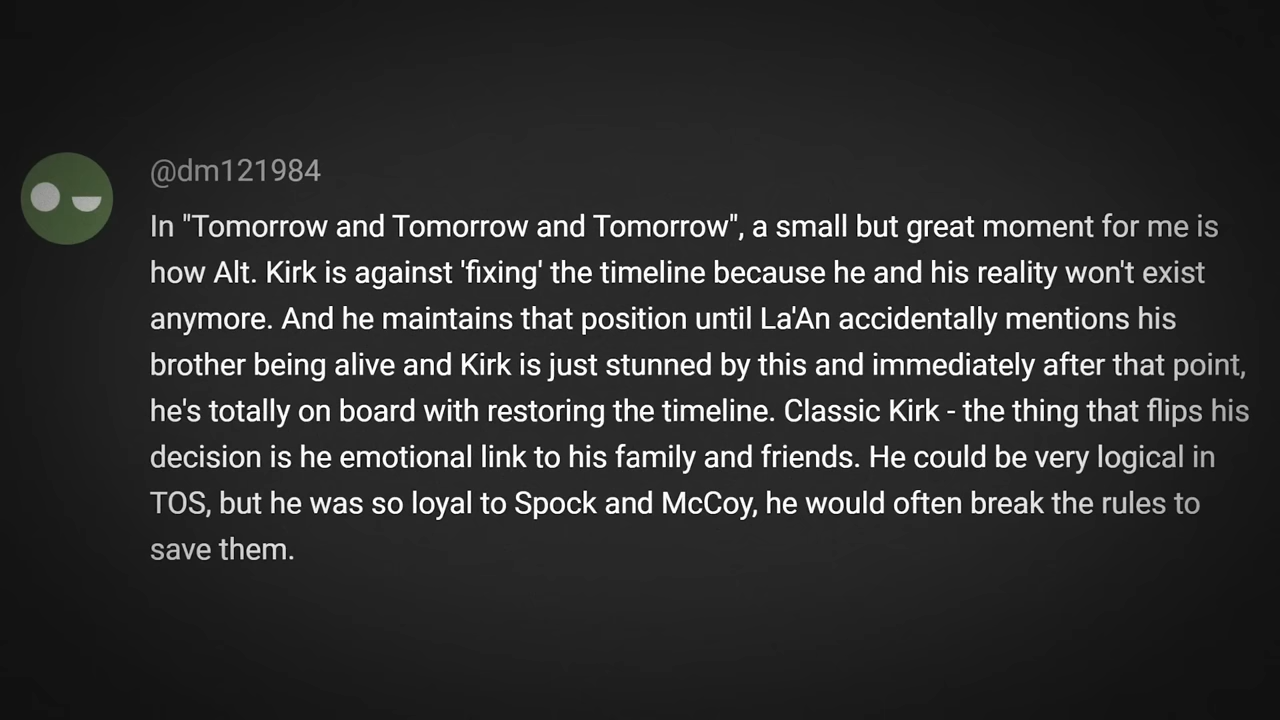 @dm121984
In "Tomorrow and Tomorrow and Tomorrow", a small but great moment for me is
how Alt. Kirk is against 'fixing' the timeline because he and his reality won't exist
anymore. And he maintains that position until La'An accidentally mentions his
brother being alive and Kirk is just stunned by this and immediately after that point,
he's totally on board with restoring the timeline. Classic Kirk - the thing that flips his
decision is he emotional link to his family and friends. He could be very logical in
TOS, but he was so loyal to Spock and McCoy, he would often break the rules to
save them.